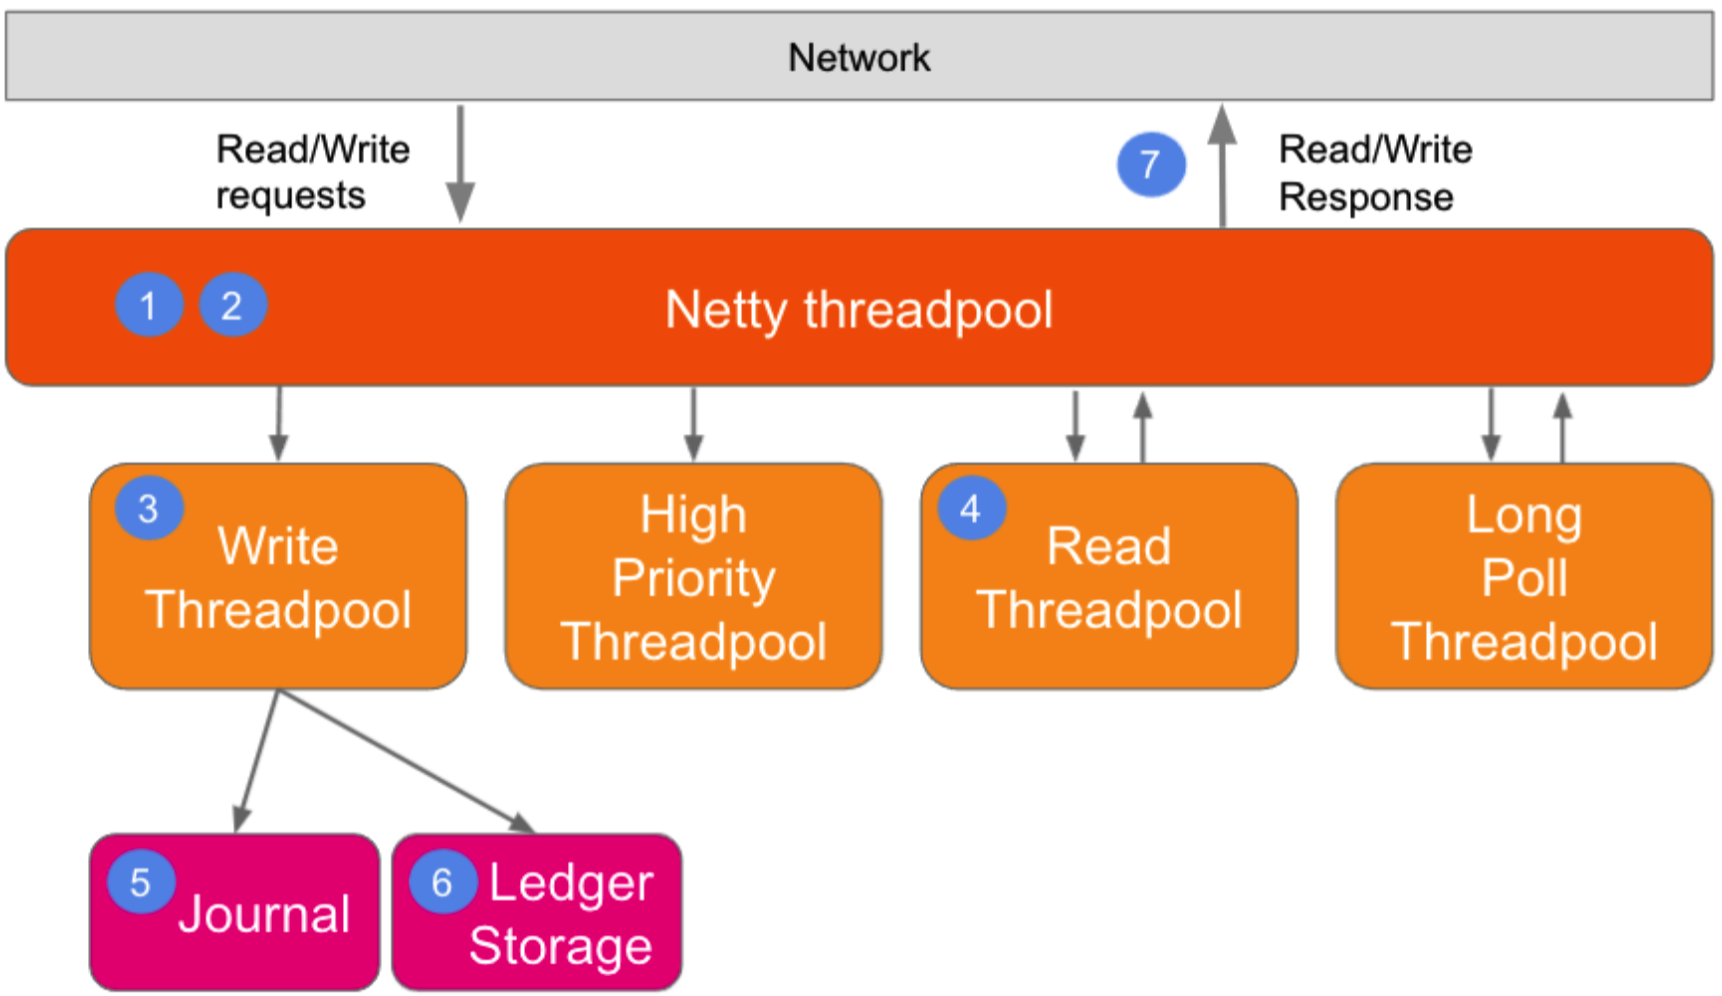 Network
Read/Write
requests
7
Read/Write
Response
1
2
Netty threadpool
3
Write
Threadpool
High
Priority
Threadpool
4
Read
Threadpool
Long
Poll
Threadpool
5
Journal
6
Ledger
Storage